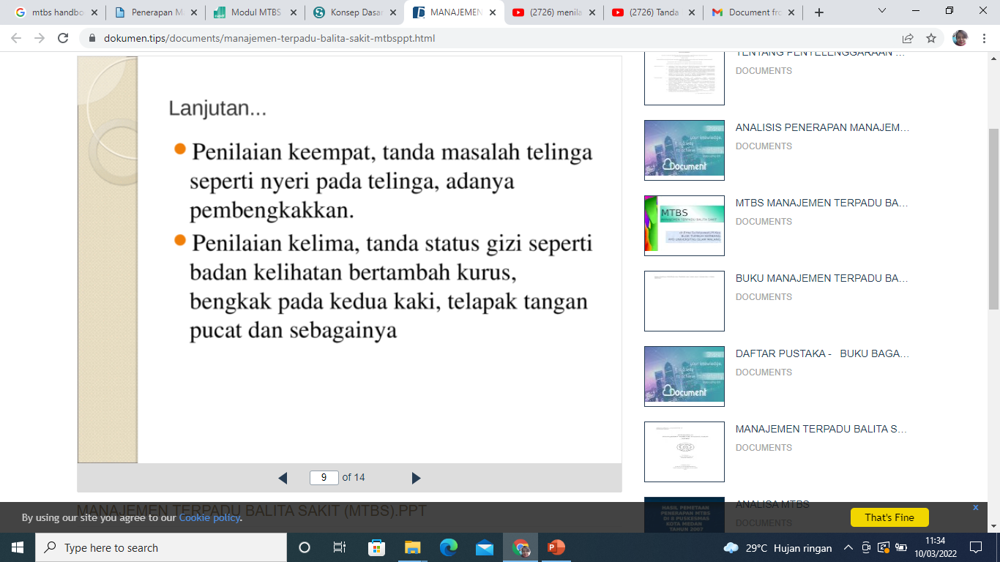 mtbs handbo
Penerapan M
Modul MTBS
Konsep Dasar
MANAJEMEN
(2726) menila
(2726) Tanda
Document fro
dokumen.tips/documents/manajemen-terpadu-balita-sakit-mtbsppt.html
Lanjutan...
Penilaian keempat, tanda masalah telinga
seperti nyeri pada telinga, adanya
pembengkakkan.
Penilaian kelima, tanda status gizi seperti
badan kelihatan bertambah kurus,
bengkak pada kedua kaki, telapak tangan
pucat dan sebagainya
9 of 14
MANAJEMEN TERPADU BALITA SAKIT (MTBS).PPT
TENTANG PENYELENGGARAAN ...
DOCUMENTS
ANALISIS PENERAPAN MANAJEM...
DOCUMENTS
Document
MTBS MANAJEMEN TERPADU BA...
DOCUMENTS
MTBS
MANAJEMEN TERPADU BALITA SAKIT
BUKU MANAJEMEN TERPADU BA...
DOCUMENTS
DAFTAR PUSTAKA - BUKU BAGA...
DOCUMENTS
Document
MANAJEMEN TERPADU BALITA S...
DOCUMENTS
ANALISA MTBS
DOCUMENTS
HASIL PEMETAAN
PENERAPAN MTBS
DI 8 PUSKESMAS
KOTA MEDAN
TAHUN 2007
By using our site you agree to our Cookie policy.
x
That's Fine
Type here to search
29°C Hujan ringan
11:34
10/03/2022